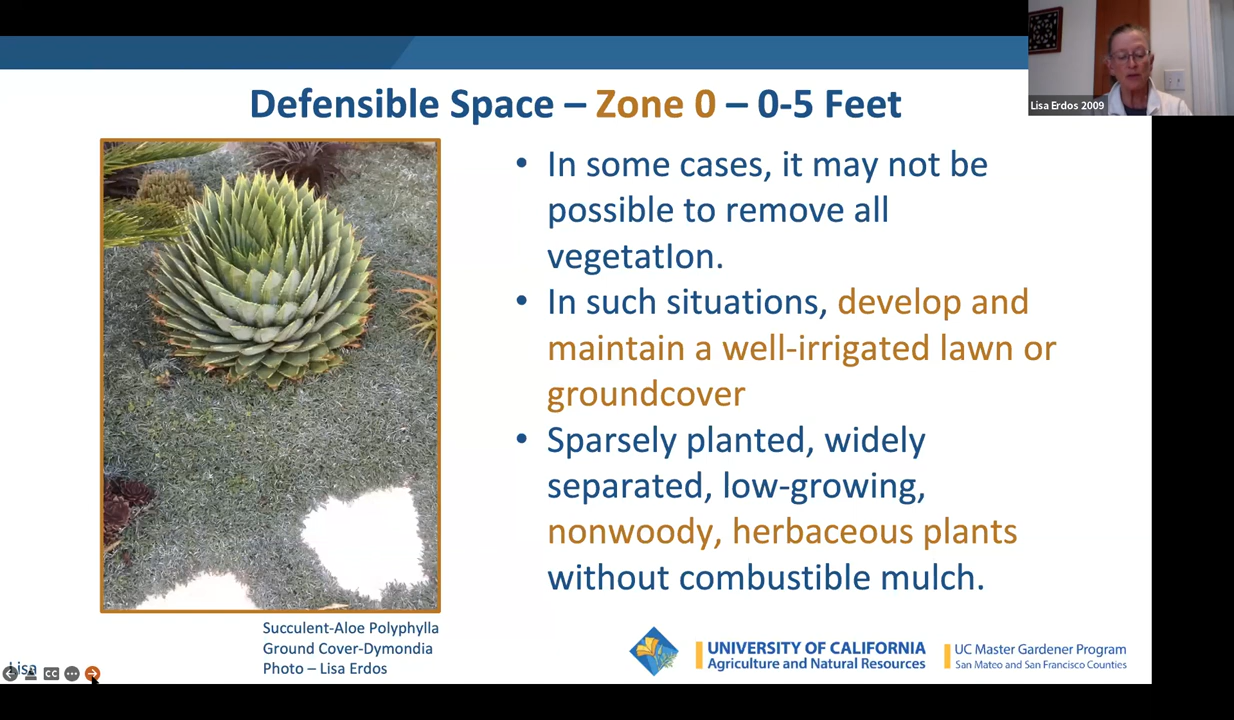 Lisa Erdos 2009
Defensible Space – Zone 0 – 0-5 Feet
• In some cases, it may not be
possible to remove all
vegetatIon.
• In such situations, develop and
maintain a well-irrigated lawn or
groundcover
• Sparsely planted, widely
separated, low-growing,
nonwoody, herbaceous plants
without combustible mulch.
Succulent-Aloe Polyphylla
Ground Cover-Dymondia
Photo – Lisa Erdos
UNIVERSITY OF CALIFORNIA
Agriculture and Natural Resources
UC Master Gardener Program
San Mateo and San Francisco Counties
Lisa
CC